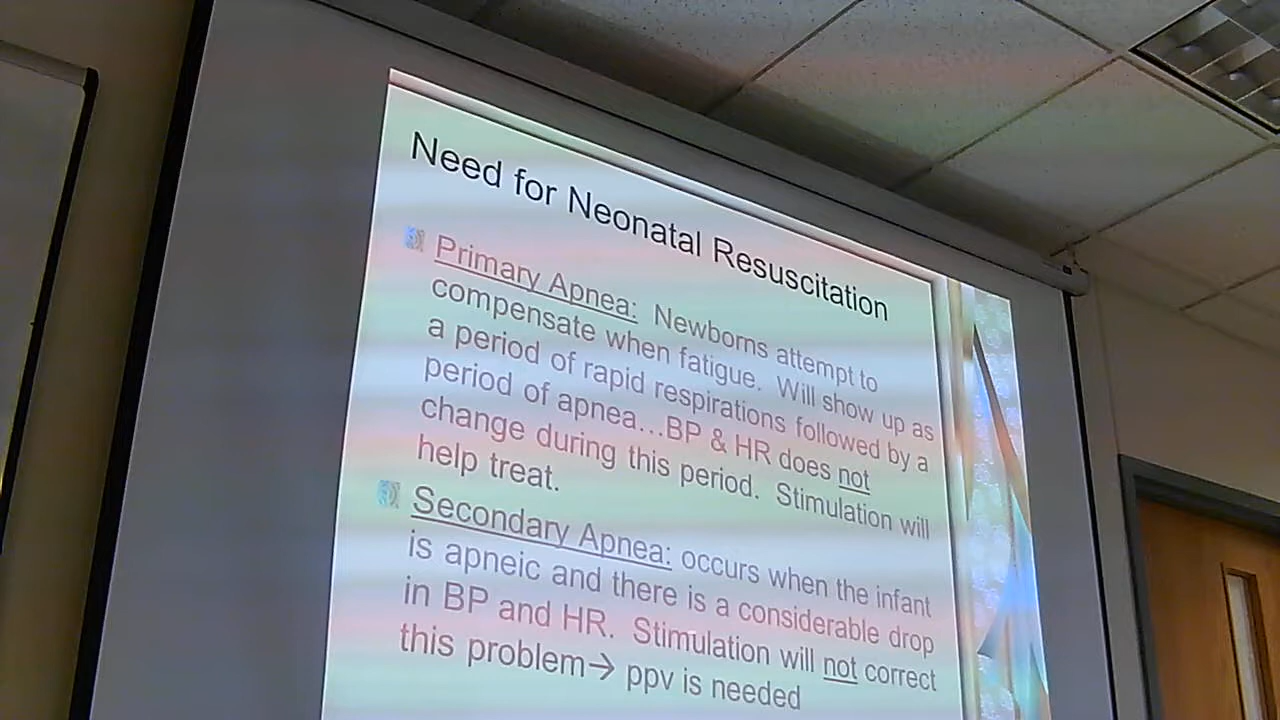 Need for Neonatal Resuscitation
Primary Apnea: Newborns attempt to
compensate when fatigue. Will show up as
a period of rapid respirations followed by a
period of apnea...BP & HR does not
change during this period. Stimulation will
help treat.
Secondary Apnea: occurs when the infant
is apneic and there is a considerable drop
in BP and HR. Stimulation will not correct
this problem→ ppv is needed